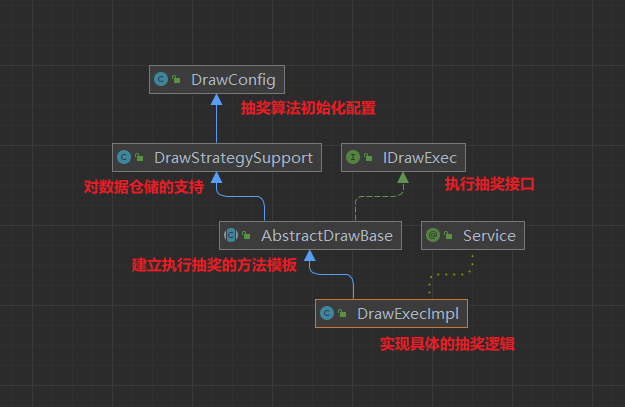 DrawConfig
抽奖算法初始化配置
DrawStrategySupport
IDrawExec
对数据仓储的支持
执行抽奖接口
AbstractDrawBase
Service
建立执行抽奖的方法模板
DrawExecImpl
实现具体的抽奖逻辑